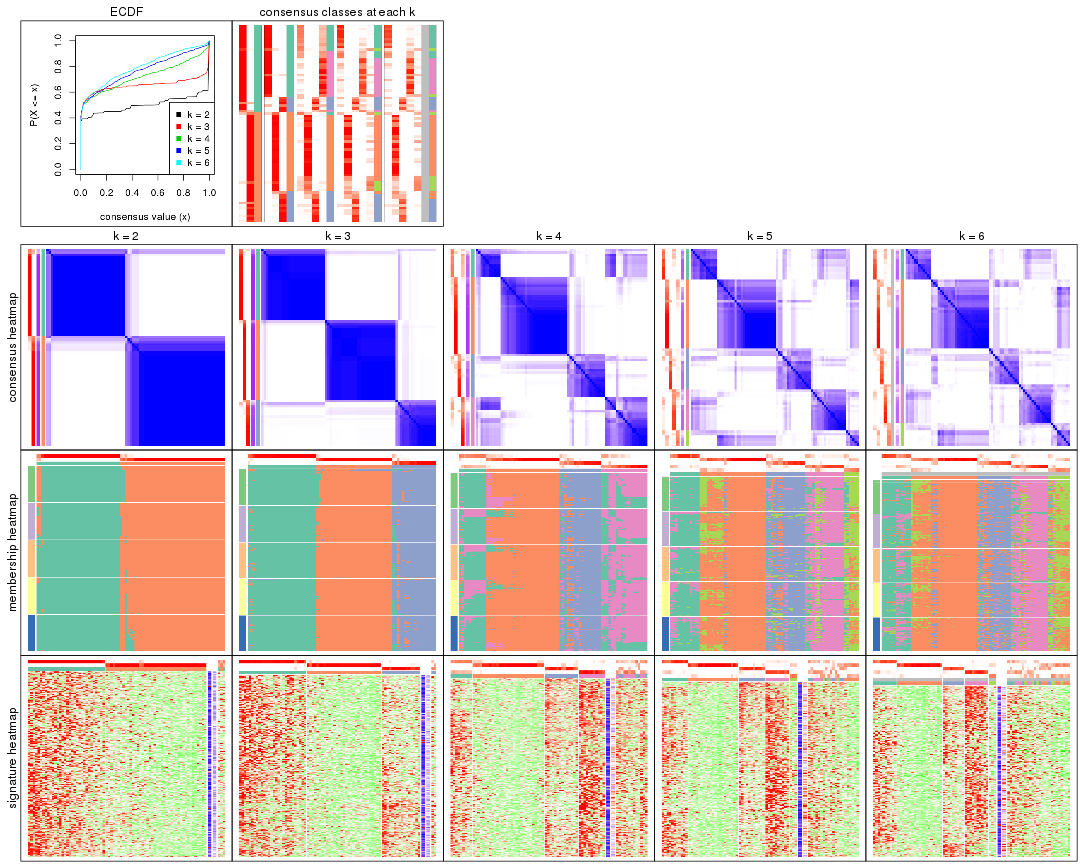 ECDF
consensus classes at each k
P(X <= x)
0.0 0.2 0.4 0.6 0.8 1.0
k = 2
k = 3
k = 4
k = 5
k = 6
0.0 0.2 0.4 0.6 0.8 1.0
consensus value (x)
k = 2
k = 3
k = 4
k = 5
k = 6
consensus heatmap
membership heatmap
signature heatmap